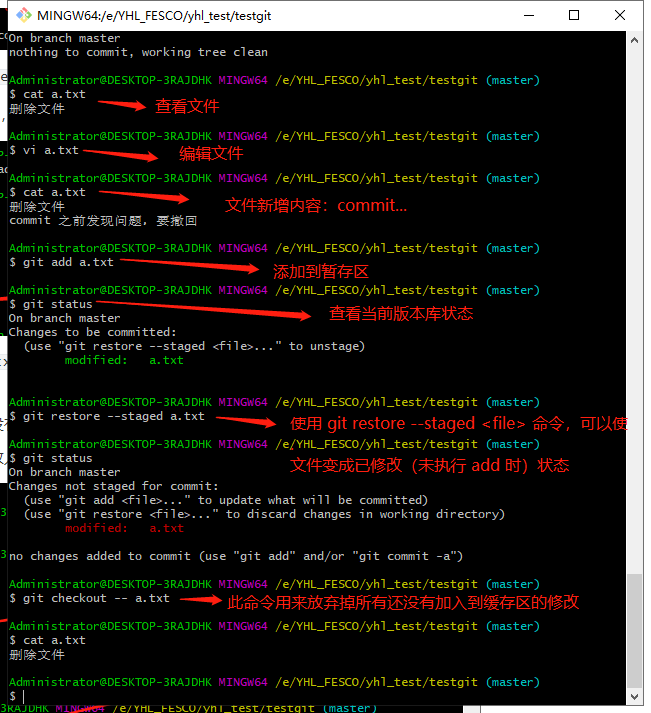 MINGW64:/e/YHL_FESCO/yhl_test/testgit
On branch master
nothing to commit, working tree clean
Administrator@DESKTOP-3RAJDHK MINGW64 /e/YHL_FESCO/yhl_test/testgit (master)
$ cat a.txt
删除文件
查看文件
Administrator@DESKTOP-3RAJDHK MINGW64 /e/YHL_FESCO/yhl_test/testgit (master)
$ vi a.txt
编辑文件
Administrator@DESKTOP-3RAJDHK MINGW64 /e/YHL_FESCO/yhl_test/testgit (master)
$ cat a.txt
删除文件
文件新增内容：commit...
commit 之前发现问题, 要撤回
Administrator@DESKTOP-3RAJDHK MINGW64 /e/YHL_FESCO/yhl_test/testgit (master)
$ git add a.txt
添加到暂存区
Administrator@DESKTOP-3RAJDHK MINGW64 /e/YHL_FESCO/yhl_test/testgit (master)
$ git status
查看当前版本库状态
On branch master
Changes to be committed:
(use "git restore --staged <file>..." to unstage)
modified:   a.txt
Administrator@DESKTOP-3RAJDHK MINGW64 /e/YHL_FESCO/yhl_test/testgit (master)
$ git restore --staged a.txt
使用 git restore --staged <file> 命令，可以使
Administrator@DESKTOP-3RAJDHK MINGW64 /e/YHL_FESCO/yhl_test/testgit (master)
$ git status
文件变成已修改（未执行 add 时）状态
On branch master
Changes not staged for commit:
(use "git add <file>..." to update what will be committed)
(use "git restore <file>..." to discard changes in working directory)
modified:   a.txt
no changes added to commit (use "git add" and/or "git commit -a")
Administrator@DESKTOP-3RAJDHK MINGW64 /e/YHL_FESCO/yhl_test/testgit (master)
$ git checkout -- a.txt
此命令用来放弃掉所有还没有加入到缓存区的修改
Administrator@DESKTOP-3RAJDHK MINGW64 /e/YHL_FESCO/yhl_test/testgit (master)
$ cat a.txt
删除文件
Administrator@DESKTOP-3RAJDHK MINGW64 /e/YHL_FESCO/yhl_test/testgit (master)
$
3RAJDHK MINGW64 /e/YHL_FESCO/yhl_test/testgit (master)